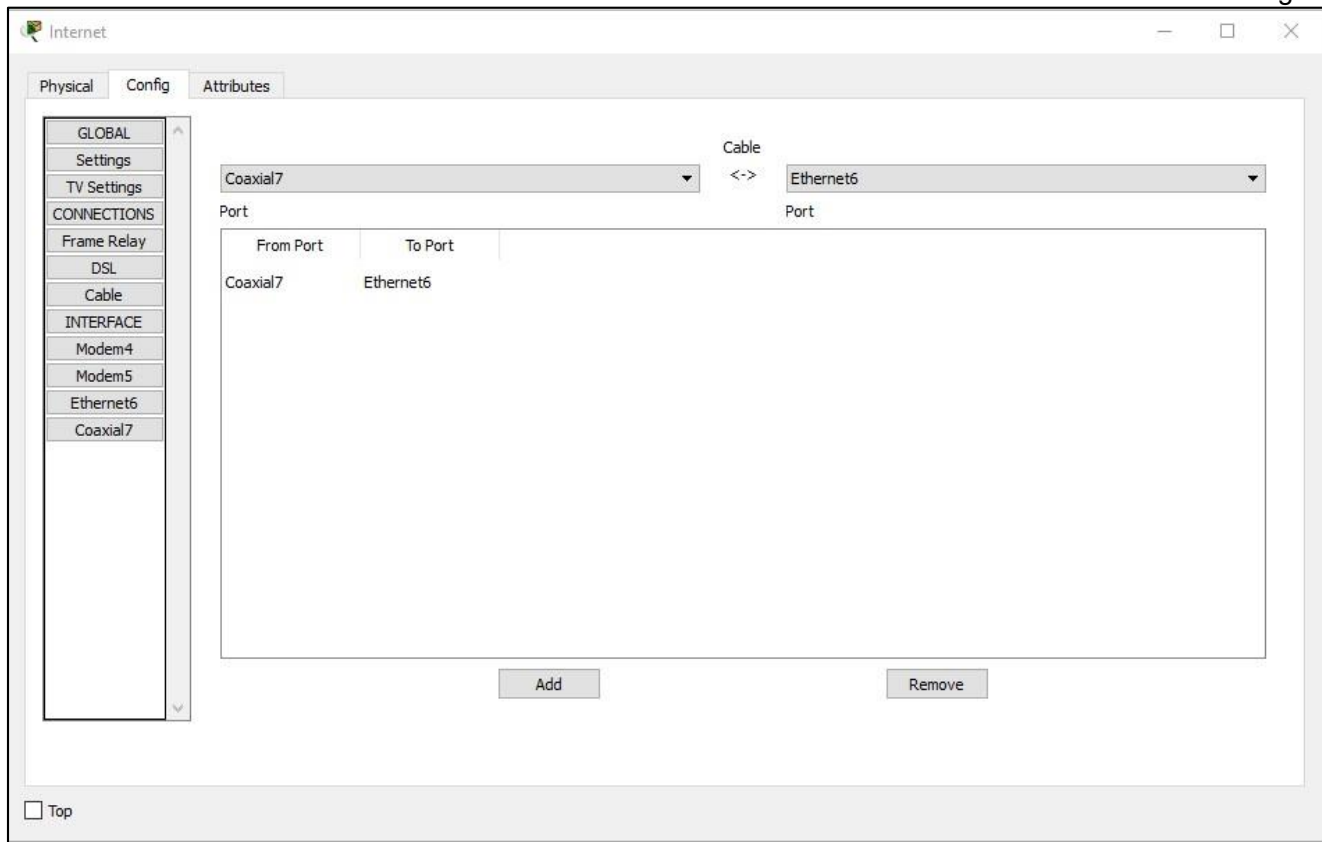 Internet
Physical Config Attributes
GLOBAL
Settings
TV Settings
CONNECTIONS
Frame Relay
DSL
Cable
INTERFACE
Modem4
Modem5
Ethernet6
Coaxial7
Cable
Coaxial7 <-> Ethernet6
Port Port
From Port To Port
Coaxial7 Ethernet6
Add Remove
Top